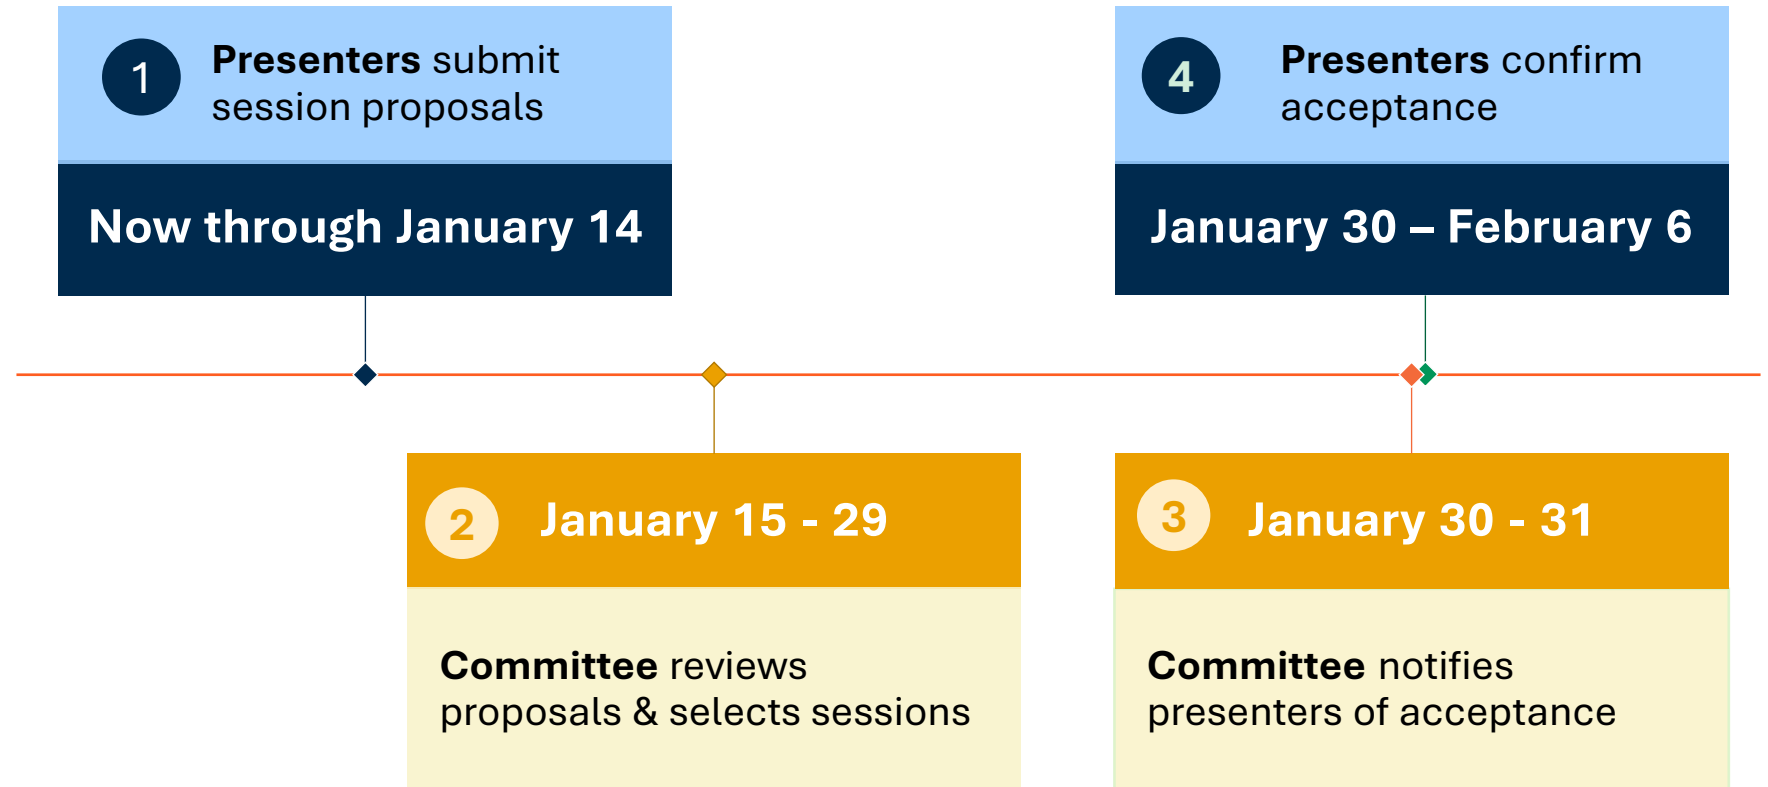 1
Presenters submit
session proposals
Now through January 14
2
January 15 - 29
Committee reviews
proposals & selects sessions
3
January 30 - 31
Committee notifies
presenters of acceptance
4
Presenters confirm
acceptance
January 30 – February 6